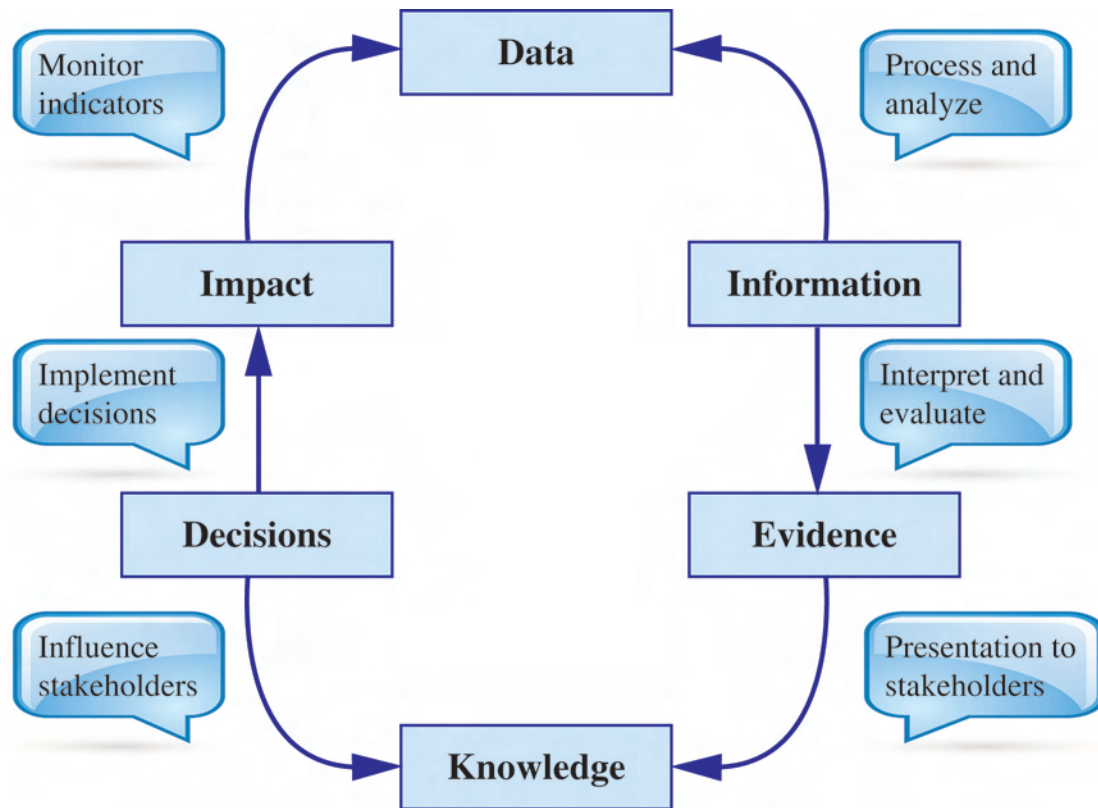 Data
Monitor
indicators
Process and
analyze
Impact
Information
Implement
decisions
Interpret and
evaluate
Decisions
Evidence
Influence
stakeholders
Presentation to
stakeholders
Knowledge